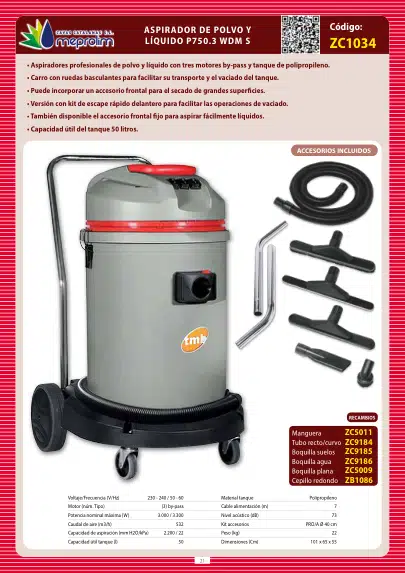 CAYRE CATALANAS S.L.
meprolim
ASPIRADOR DE POLVO Y
LÍQUIDO P750.3 WDM S
Código:
ZC1034
• Aspiradores profesionales de polvo y líquido con tres motores by-pass y tanque de polipropileno.
• Carro con ruedas basculantes para facilitar su transporte y el vaciado del tanque.
• Puede incorporar un accesorio frontal para el secado de grandes superficies.
• Versión con kit de escape rápido delantero para facilitar las operaciones de vaciado.
• También disponible el accesorio frontal fijo para aspirar fácilmente líquidos.
• Capacidad útil del tanque 50 litros.
ACCESORIOS INCLUIDOS
tmb
RECAMBIOS
Manguera ZC5011
Tubo recto/curvo ZC9184
Boquilla suelos ZC9185
Boquilla agua ZC9186
Boquilla plana ZC5009
Cepillo redondo ZB1086
Voltaje/Frecuencia (V/Hz) 230 - 240 / 50 - 60
Motor (núm. Tipo) (3) by-pass
Potencia nominal máxima (W) 3.000 / 3.300
Caudal de aire (m3/h) 532
Capacidad de aspiración (mm H2O/kPa) 2.200 / 22
Capacidad útil tanque (l) 50
Material tanque Polipropileno
Cable alimentación (m) 7
Nivel acústico (dB) 73
Kit accesorios PRO/A Ø 40 cm
Peso (kg) 22
Dimensiones (Cm) 101 x 65 x 55
21